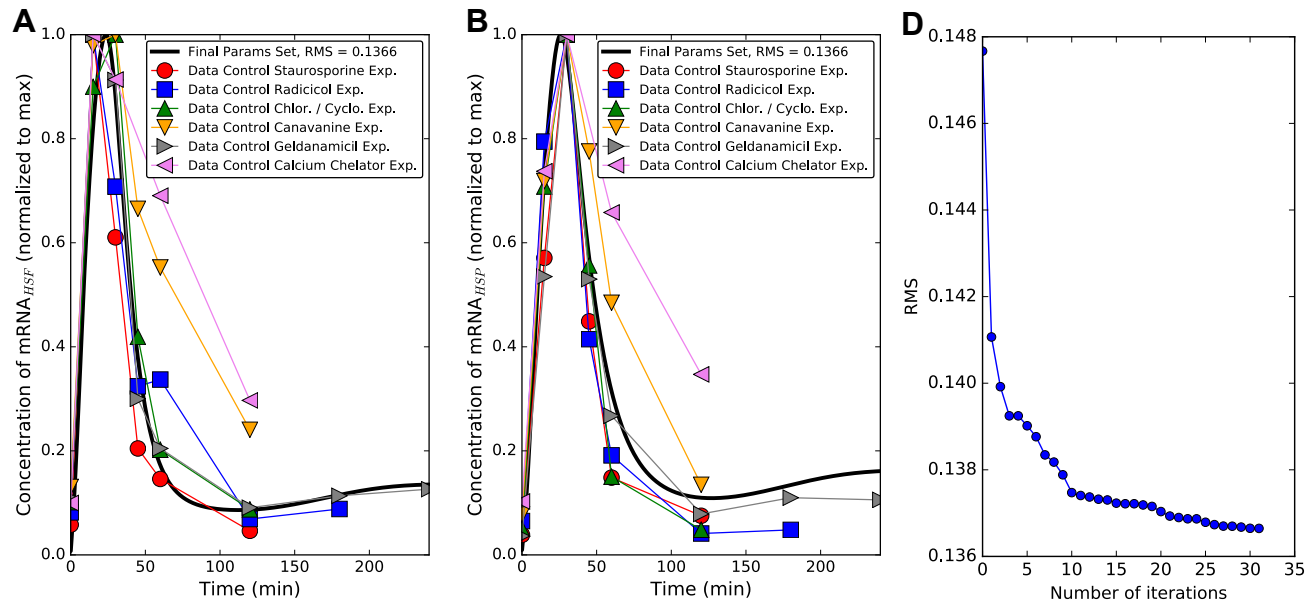 A
Concentration of mRNA_HSF (normalized to max)
1.0
0.8
0.6
0.4
0.2
0.0
Final Params Set, RMS = 0.1366
Data Control Staurosporine Exp.
Data Control Radicicol Exp.
Data Control Chlor. / Cyclo. Exp.
Data Control Canavanine Exp.
Data Control Geldanamicil Exp.
Data Control Calcium Chelator Exp.
0 50 100 150 200
Time (min)
B
Concentration of mRNA_HSP (normalized to max)
1.0
0.8
0.6
0.4
0.2
0.0
Final Params Set, RMS = 0.1366
Data Control Staurosporine Exp.
Data Control Radicicol Exp.
Data Control Chlor. / Cyclo. Exp.
Data Control Canavanine Exp.
Data Control Geldanamicil Exp.
Data Control Calcium Chelator Exp.
0 50 100 150 200
Time (min)
D
RMS
0.148
0.146
0.144
0.142
0.140
0.138
0.136
0 5 10 15 20 25 30 35
Number of iterations